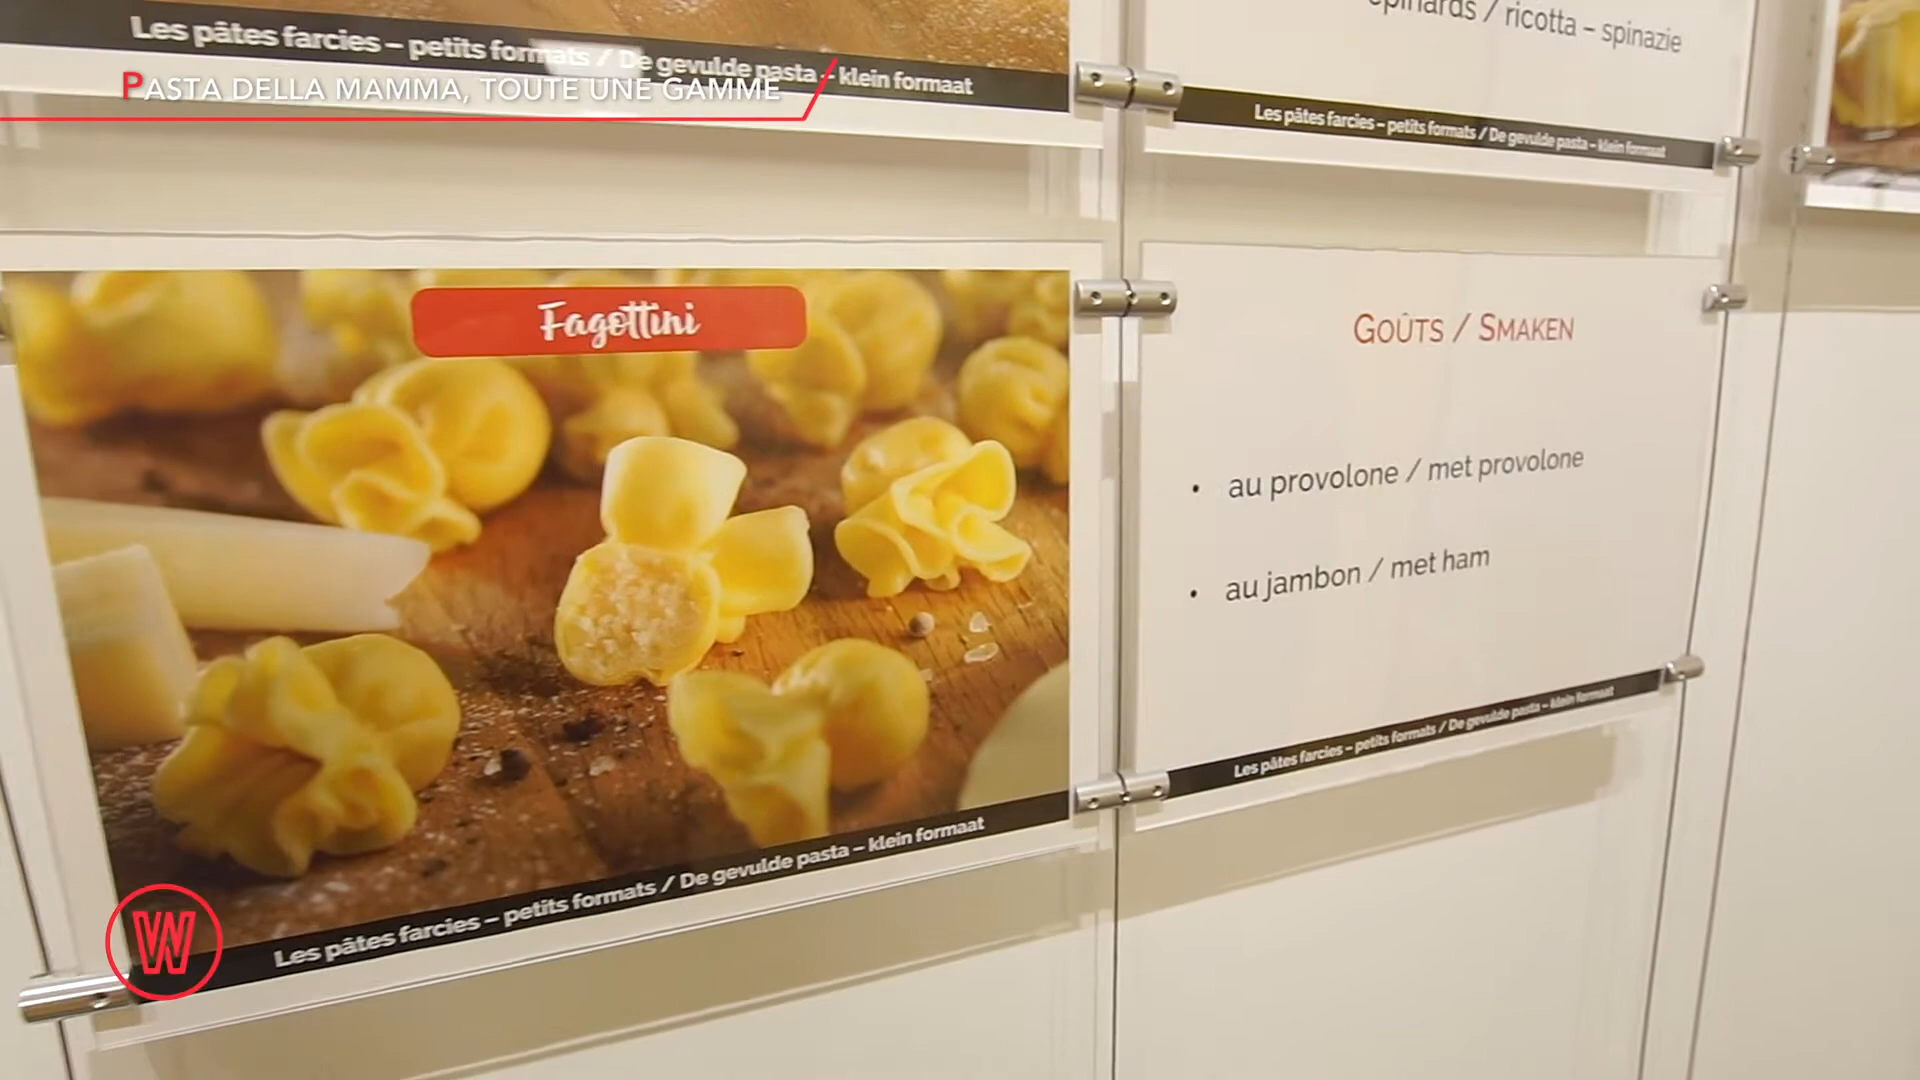 épinards / ricotta – spinazie
Les pâtes farcies – petits formats / De gevulde pasta – klein formaat
PASTA DELLA MAMMA, TOUTE UNE GAMME
Les pâtes farcies – petits formats / De gevulde pasta – klein formaat
Fagottini
GOÛTS / SMAKEN
• au provolone / met provolone
• au jambon / met ham
Les pâtes farcies – petits formats / De gevulde pasta – klein formaat
Les pâtes farcies – petits formats / De gevulde pasta – klein formaat
W